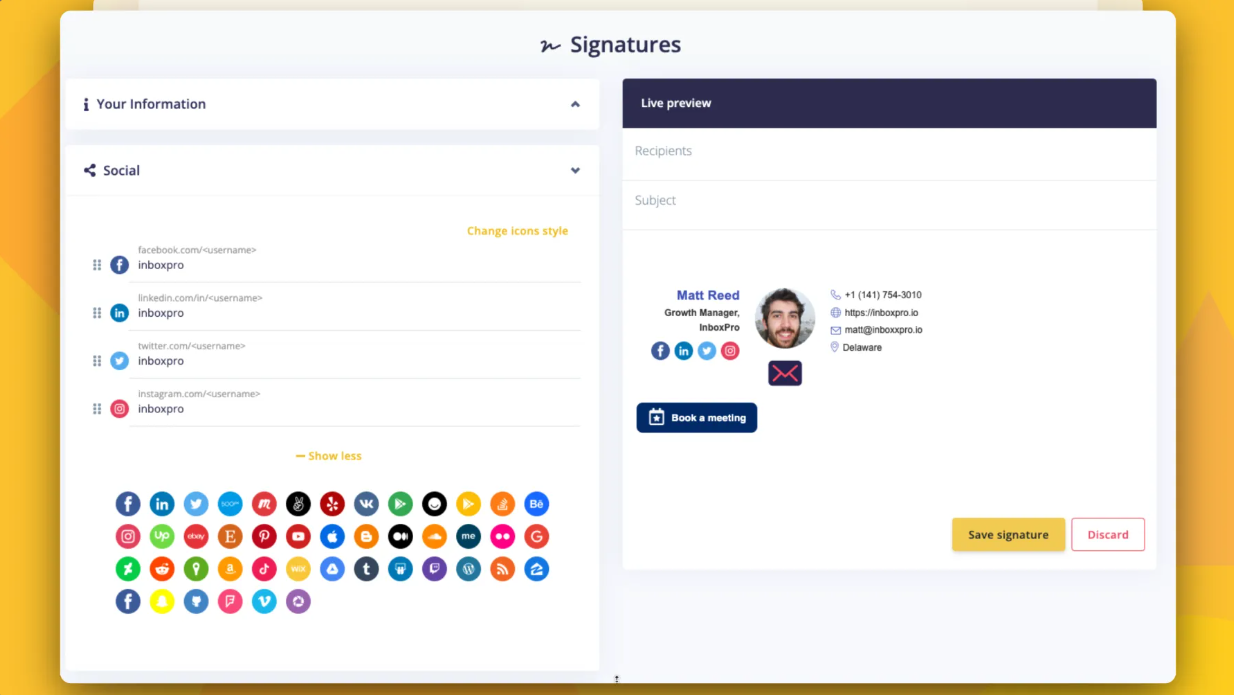 Signatures
Your Information
Social
Change icons style
facebook.com/<username>
inboxpro
linkedin.com/in/<username>
inboxpro
twitter.com/<username>
inboxpro
instagram.com/<username>
inboxpro
Show less
Live preview
Recipients
Subject
Matt Reed
Growth Manager,
InboxPro
+1 (141) 754-3010
https://inboxpro.io
matt@inboxxpro.io
Delaware
Book a meeting
Save signature
Discard